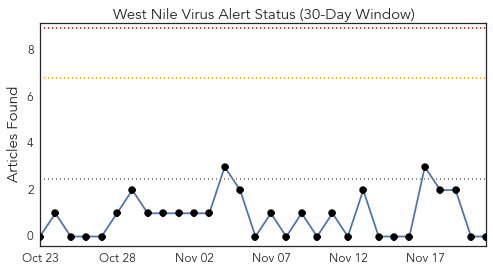 West Nile Virus Alert Status (30-Day Window)
Articles Found
8
6
4
2
0
Oct 23 Oct 28 Nov 02 Nov 07 Nov 12 Nov 17